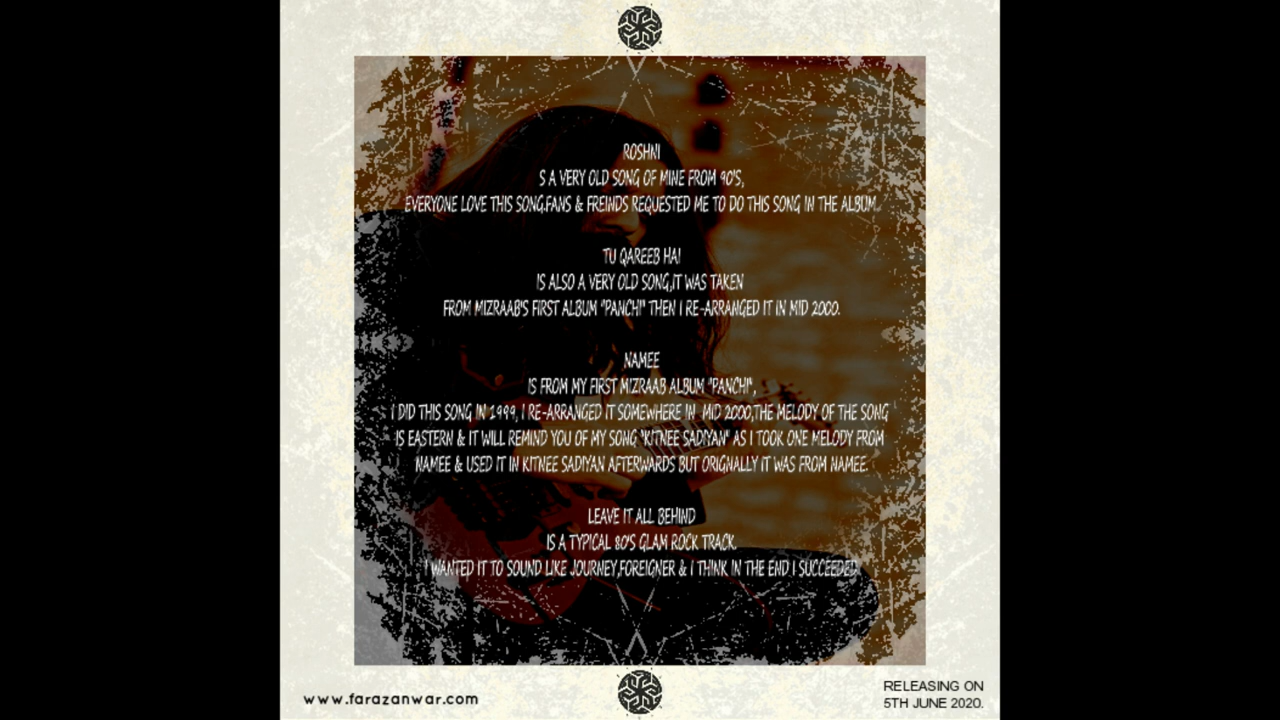 ROSHNI
S A VERY OLD SONG OF MINE FROM 90'S,
EVERYONE LOVE THIS SONG.FANS & FREINDS REQUESTED ME TO DO THIS SONG IN THE ALBUM.
TU QAREEB HAI
IS ALSO A VERY OLD SONG,IT WAS TAKEN
FROM MIZRAAB'S FIRST ALBUM "PANCHI" THEN I RE-ARRANGED IT IN MID 2000.
NAMEE
IS FROM MY FIRST MIZRAAB ALBUM "PANCHI",
I DID THIS SONG IN 1999, I RE-ARRANGED IT SOMEWHERE IN MID 2000,THE MELODY OF THE SONG
IS EASTERN & IT WILL REMIND YOU OF MY SONG "KITNEE SADIYAN" AS I TOOK ONE MELODY FROM
NAMEE & USED IT IN KITNEE SADIYAN AFTERWARDS BUT ORIGNALLY IT WAS FROM NAMEE.
LEAVE IT ALL BEHIND
IS A TYPICAL 80'S GLAM ROCK TRACK.
I WANTED IT TO SOUND LIKE JOURNEY,FOREIGNER & I THINK IN THE END I SUCCEEDED.
www.farazanwar.com
RELEASING ON
5TH JUNE 2020.